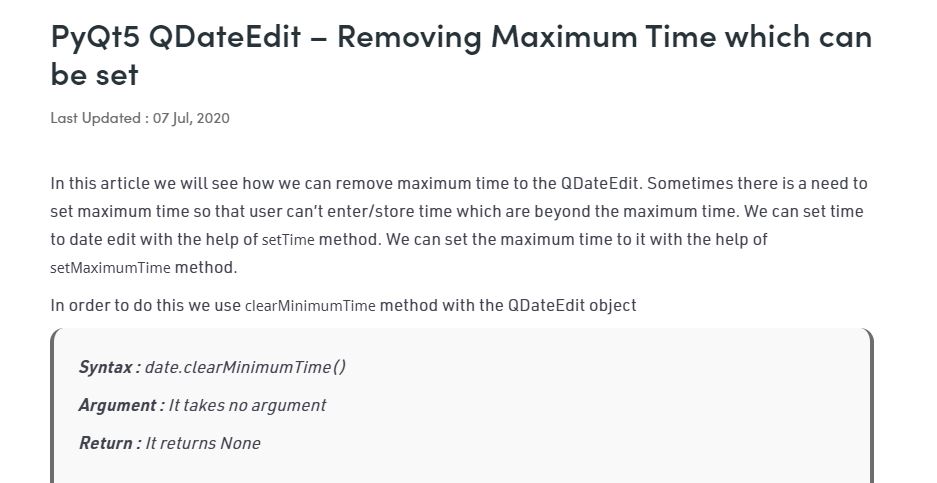 PyQt5 QDateEdit – Removing Maximum Time which can
be set
Last Updated : 07 Jul, 2020
In this article we will see how we can remove maximum time to the QDateEdit. Sometimes there is a need to
set maximum time so that user can't enter/store time which are beyond the maximum time. We can set time
to date edit with the help of setTime method. We can set the maximum time to it with the help of
setMaximumTime method.
In order to do this we use clearMinimumTime method with the QDateEdit object
Syntax : date.clearMinimumTime()
Argument : It takes no argument
Return : It returns None